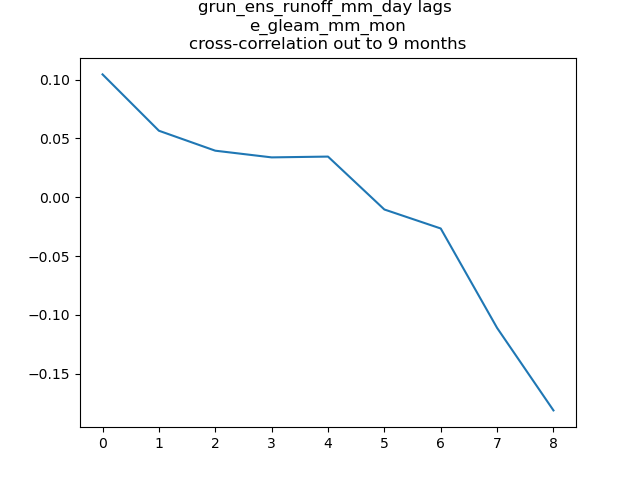 grun_ens_runoff_mm_day lags
e_gleam_mm_mon
cross-correlation out to 9 months
0.10
0.05
0.00
−0.05
−0.10
−0.15
0 1 2 3 4 5 6 7 8